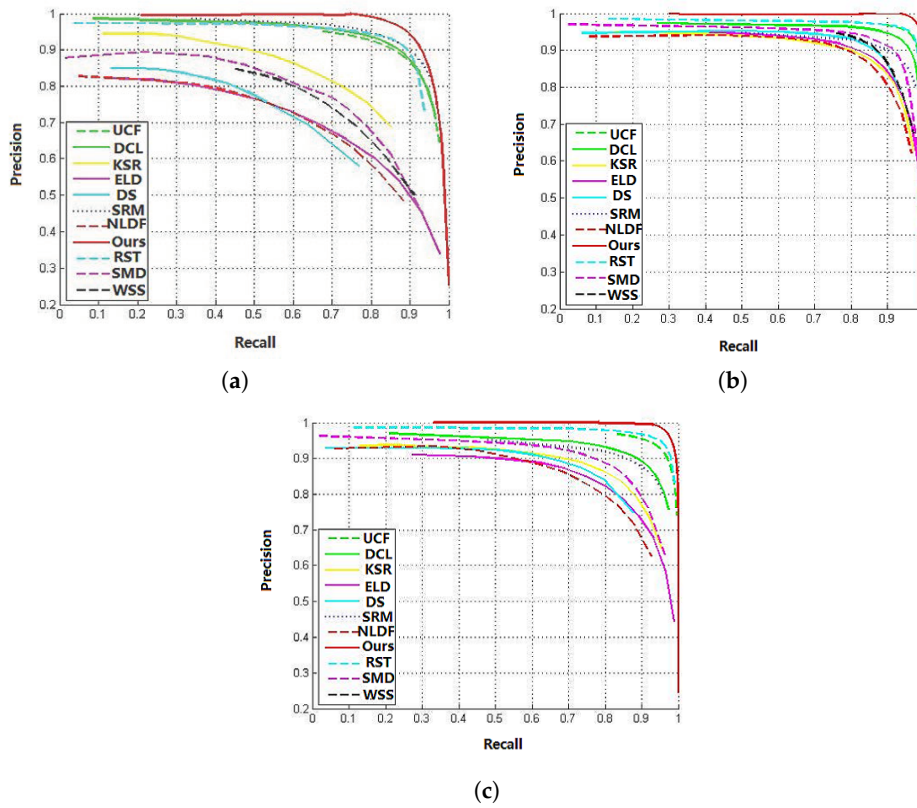 1
0.9
0.8
0.7
0.6
0.5
0.4
0.3
0.2
Precision
UCF
DCL
KSR
ELD
DS
SRM
NLDF
Ours
RST
SMD
WSS
0 0.1 0.2 0.3 0.4 0.5 0.6 0.7 0.8 0.9 1
Recall
(a)
1
0.9
0.8
0.7
0.6
0.5
0.4
0.3
0.2
Precision
UCF
DCL
KSR
ELD
DS
SRM
NLDF
Ours
RST
SMD
WSS
0 0.1 0.2 0.3 0.4 0.5 0.6 0.7 0.8 0.9
Recall
(b)
1
0.9
0.8
0.7
0.6
0.5
0.4
0.3
0.2
Precision
UCF
DCL
KSR
ELD
DS
SRM
NLDF
Ours
RST
SMD
WSS
0 0.1 0.2 0.3 0.4 0.5 0.6 0.7 0.8 0.9 1
Recall
(c)